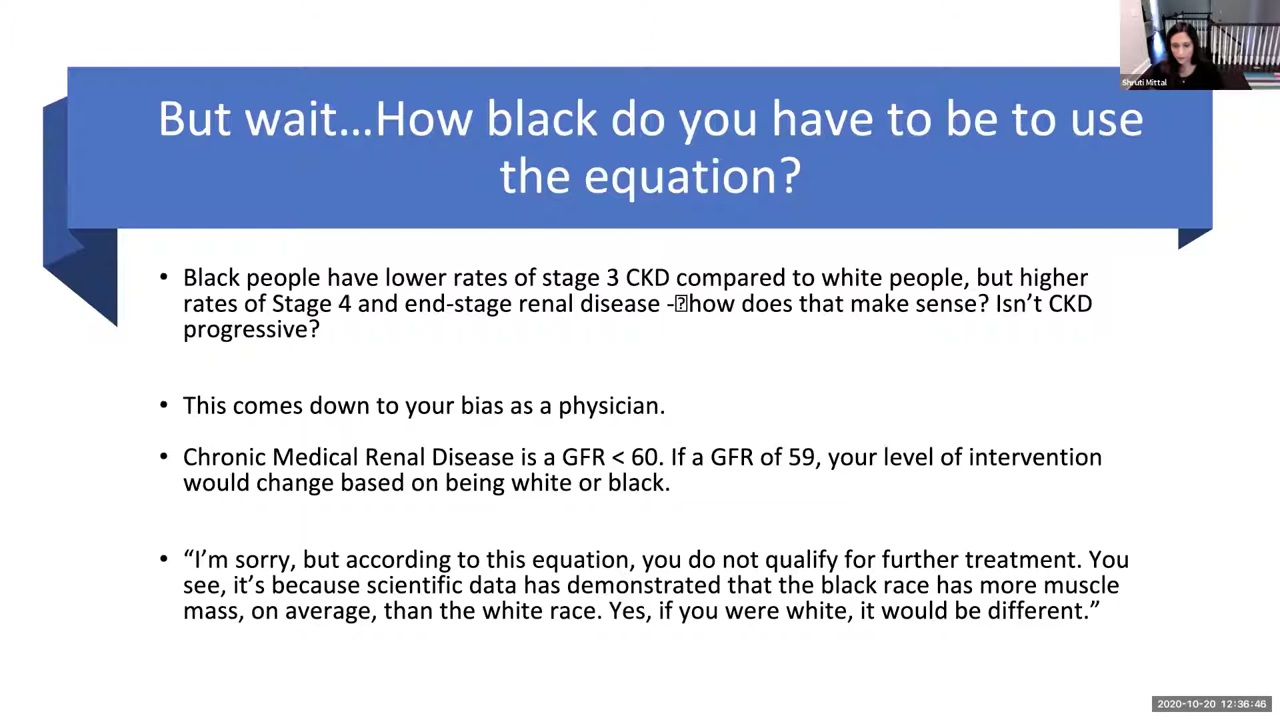 Shruti Mittal
But wait...How black do you have to be to use
the equation?
• Black people have lower rates of stage 3 CKD compared to white people, but higher
rates of Stage 4 and end-stage renal disease -⍰how does that make sense? Isn’t CKD
progressive?
• This comes down to your bias as a physician.
• Chronic Medical Renal Disease is a GFR < 60. If a GFR of 59, your level of intervention
would change based on being white or black.
• “I’m sorry, but according to this equation, you do not qualify for further treatment. You
see, it’s because scientific data has demonstrated that the black race has more muscle
mass, on average, than the white race. Yes, if you were white, it would be different.”
2020-10-20 12:36:46